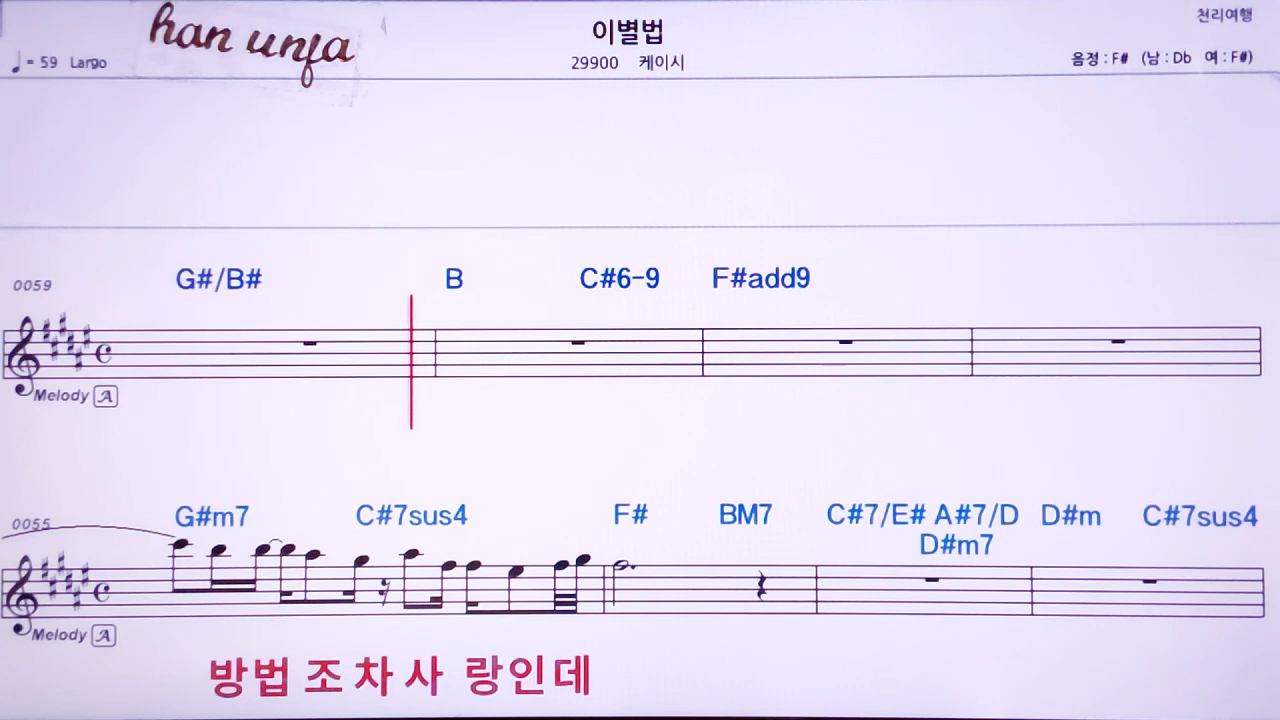 han unja
이별법
천리여행
♩= 59 Largo
29900 케이시
음정 : F# (남 : Db 여 : F#)
0059
G#/B# B C#6-9 F#add9
Melody A
0055
G#m7 C#7sus4 F# BM7 C#7/E# A#7/D D#m C#7sus4
D#m7
Melody A
방법 조 차 사 랑인데